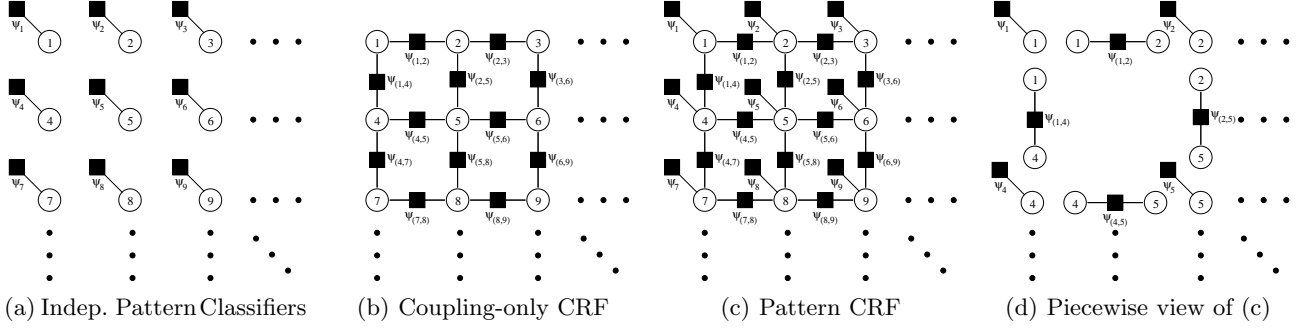 Ψ1 Ψ2 Ψ3
1 2 3
Ψ4 Ψ5 Ψ6
4 5 6
Ψ7 Ψ8 Ψ9
7 8 9
(a) Indep. Pattern Classifiers
1 2 3
Ψ(1,2) Ψ(2,3)
Ψ(1,4) Ψ(2,5) Ψ(3,6)
4 5 6
Ψ(4,5) Ψ(5,6)
Ψ(4,7) Ψ(5,8) Ψ(6,9)
7 8 9
Ψ(7,8) Ψ(8,9)
(b) Coupling-only CRF
Ψ1 Ψ2 Ψ3
1 2 3
Ψ(1,2) Ψ(2,3)
Ψ(1,4) Ψ(2,5) Ψ(3,6)
Ψ4 Ψ5 Ψ6
4 5 6
Ψ(4,5) Ψ(5,6)
Ψ(4,7) Ψ(5,8) Ψ(6,9)
Ψ7 Ψ8 Ψ9
7 8 9
Ψ(7,8) Ψ(8,9)
(c) Pattern CRF
Ψ1 Ψ2
1 1 2 2
Ψ(1,2)
1 2
Ψ(1,4) Ψ(2,5)
4 5
Ψ4 Ψ5
4 4 5 5
Ψ(4,5)
(d) Piecewise view of (c)